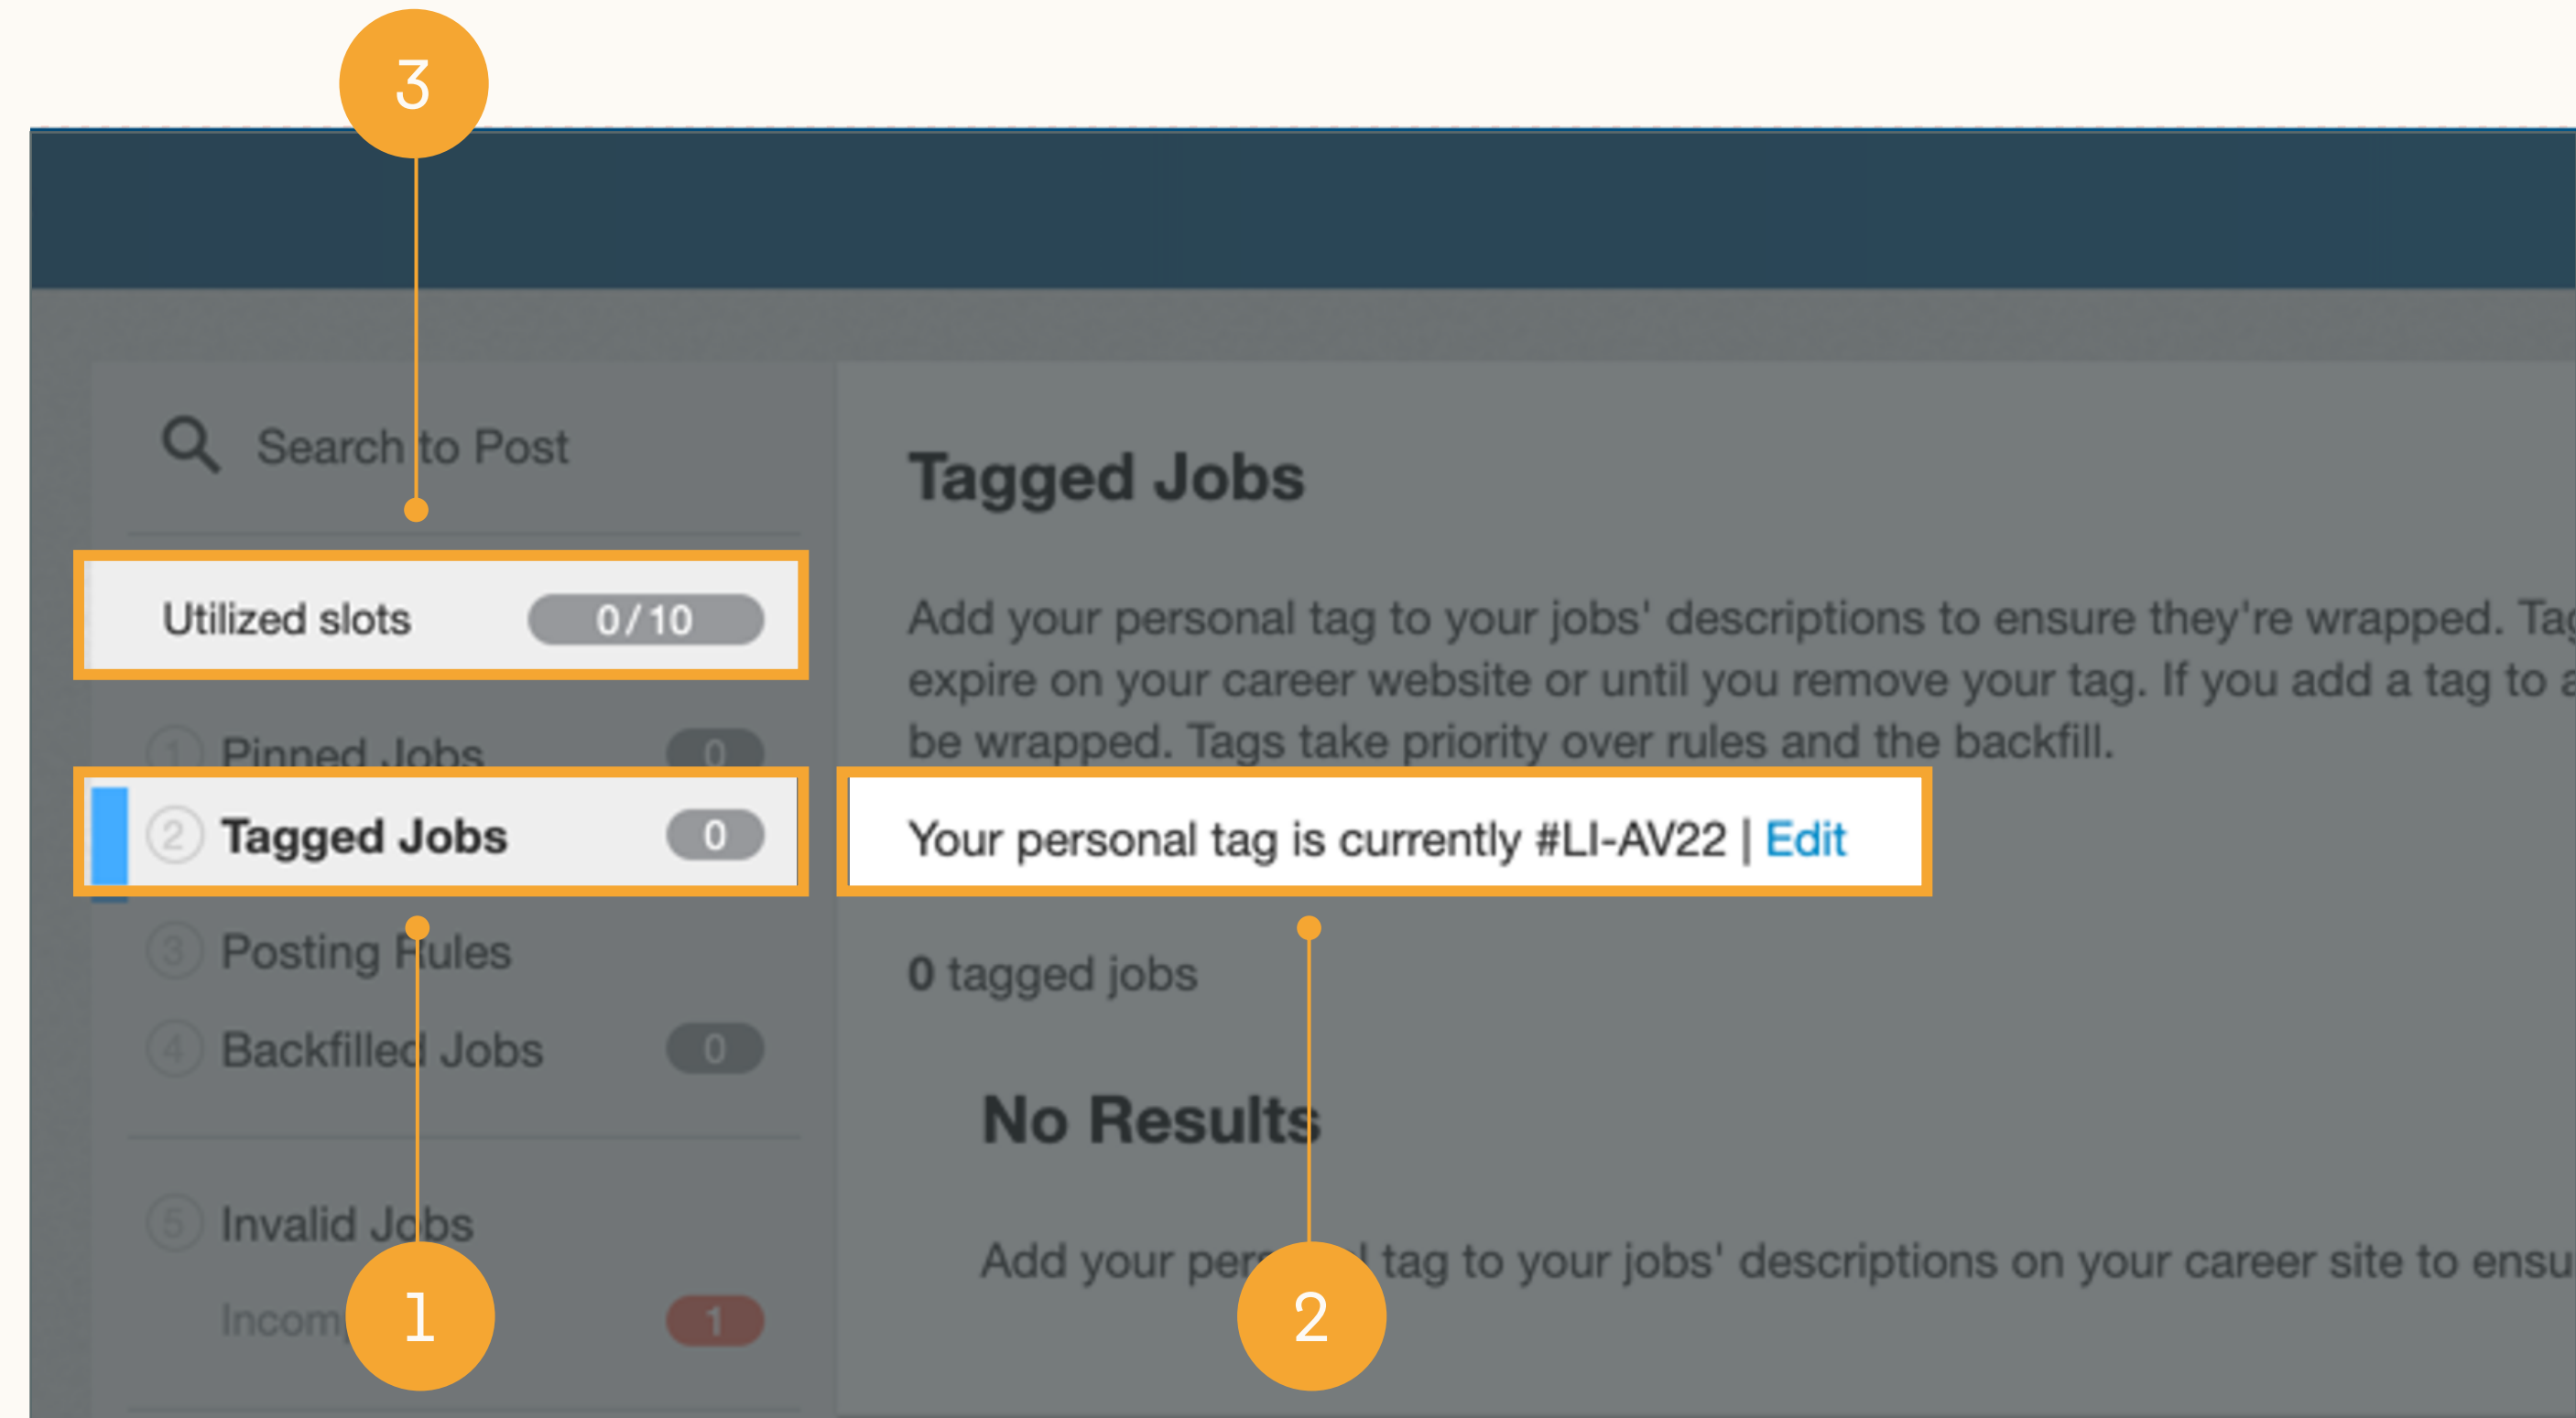 3
Search to Post
Utilized slots 0/10
1 Pinned Jobs 0
2 Tagged Jobs 0
3 Posting Rules
4 Backfilled Jobs 0
5 Invalid Jobs
1
1
Tagged Jobs
Add your personal tag to your jobs' descriptions to ensure they're wrapped.
expire on your career website or until you remove your tag. If you add a tag to
be wrapped. Tags take priority over rules and the backfill.
Your personal tag is currently #LI-AV22 | Edit
0 tagged jobs
No Results
Add your tag to your jobs' descriptions on your career site to
2